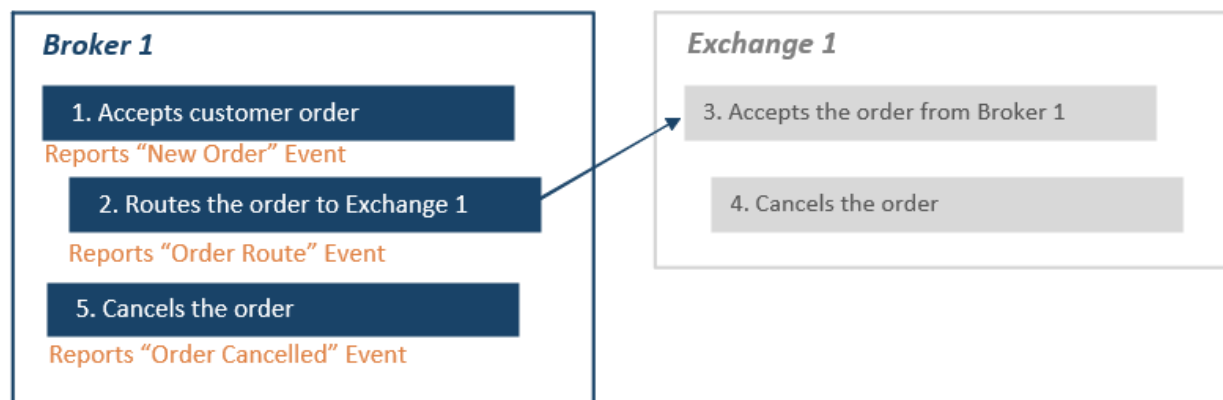 Broker 1
1. Accepts customer order
Reports “New Order” Event
2. Routes the order to Exchange 1
Reports “Order Route” Event
5. Cancels the order
Reports “Order Cancelled” Event
Exchange 1
3. Accepts the order from Broker 1
4. Cancels the order